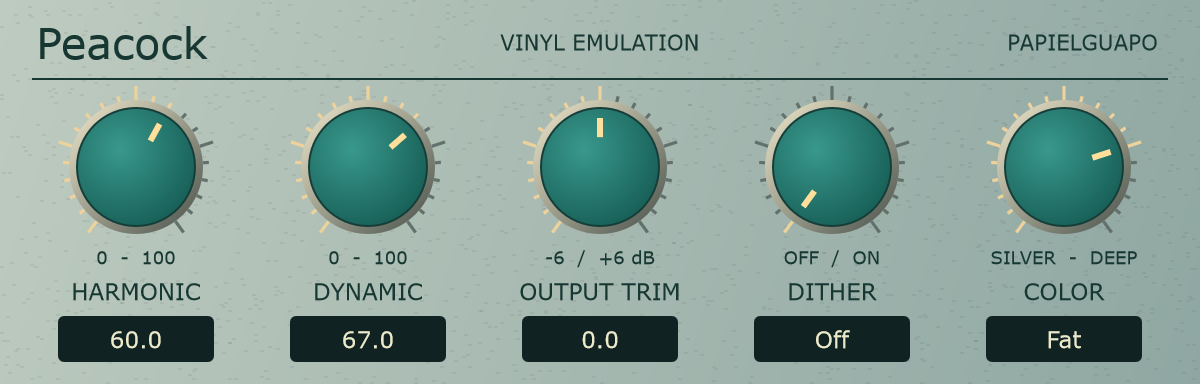 Peacock VINYL EMULATION PAPIELGUAPO
0 - 100 0 - 100 -6 / +6 dB OFF / ON SILVER - DEEP
HARMONIC DYNAMIC OUTPUT TRIM DITHER COLOR
60.0 67.0 0.0 Off Fat